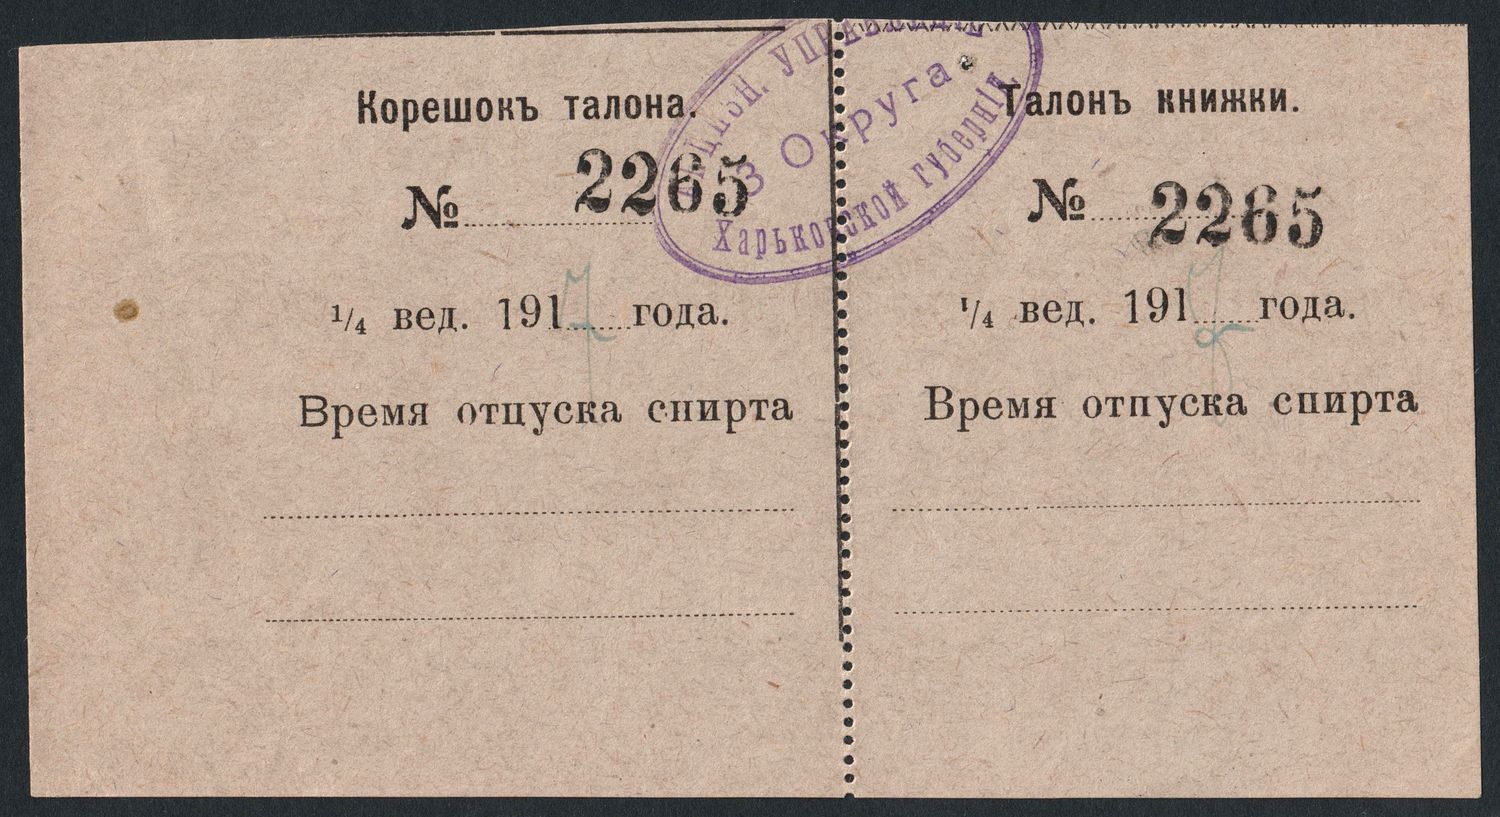 Корешокъ талона.
№ 2265
1/4 вед. 1917 года.
Время отпуска спирта
Талонъ книжки.
№ 2265
1/4 вед. 191 года.
Время отпуска спирта
3 Округа
Харьковской губерніи